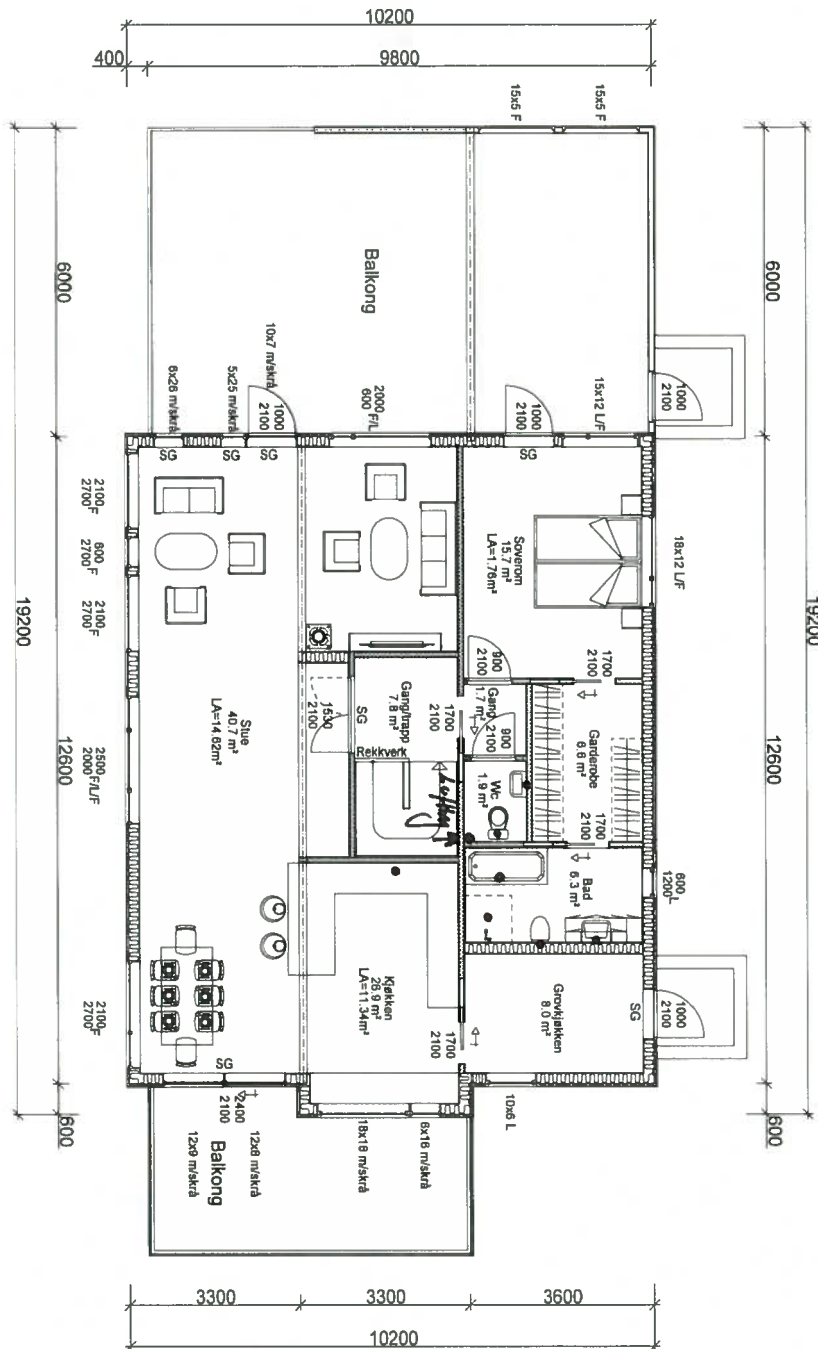 10200
400
9800
15x5 F
15x5 F
19200
6000
6000
19200
Balkong
1000
2100
6x26 m/skrå
5x25 m/skrå
10x7 m/skrå
1000
2100
2000 F/L
600
1000
2100
15x12 L/F
SG
SG
SG
SG
2100 F
2700
600 F
2700
2100 F
2700
18x12 L/F
Soverom
15.7 m²
LA=1.76m²
900
2100
1700
2100
Gang/trapp
7.8 m²
SG
1530
2100
Rekkverk
1700
2100
Gang
1.7 m²
900
2100
Garderobe
6.6 m²
Wc
1.9 m²
1700
2100
Stue
40.7 m²
LA=14.62m²
2500 F/L/F
2000
12600
12600
Bad
6.3 m²
600 L
1200
Kjøkken
26.9 m²
LA=11.34m²
Grovkjøkken
8.0 m²
SG
1000
2100
1700
2100
2100 F
2700
SG
2400
2100
10x6 L
600
600
12x9 m/skrå
12x8 m/skrå
Balkong
18x16 m/skrå
6x16 m/skrå
3300
3300
3600
10200